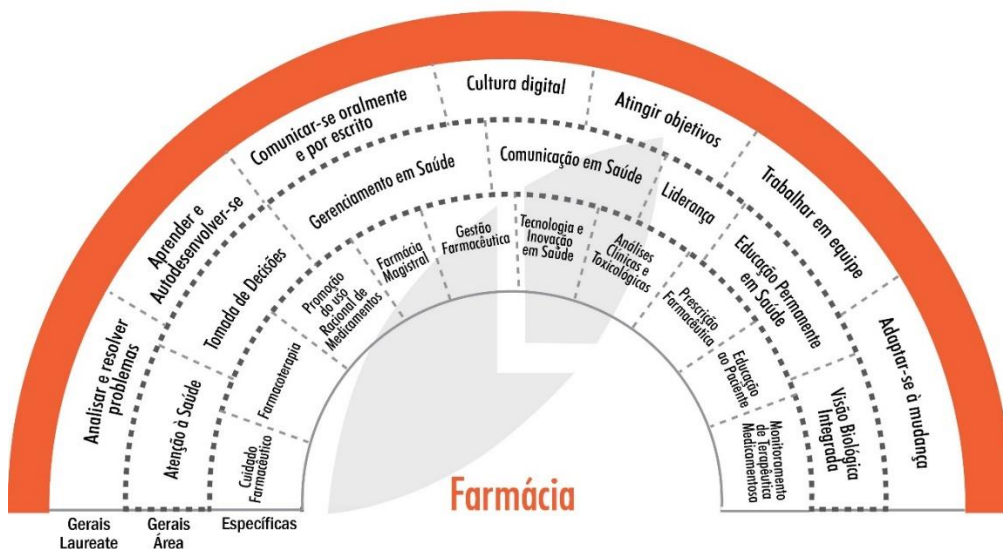 Analisar e resolver
problemas
Aprender e
Autodesenvolver-se
Comunicar-se oralmente
e por escrito
Cultura digital
Atingir objetivos
Trabalhar em equipe
Adaptar-se à mudança
Atenção à Saúde
Tomada de Decisões
Gerenciamento em Saúde
Comunicação em Saúde
Liderança
Educação Permanente
em Saúde
Visão Biológica
Integrada
Cuidado
Farmacêutico
Farmacoterapia
Promoção
do uso
Racional de
Medicamentos
Farmácia
Magistral
Gestão
Farmacêutica
Tecnologia e
Inovação
em Saúde
Análises
Clínicas e
Toxicológicas
Prescrição
Farmacêutica
Educação
ao Paciente
Monitoramento
de Terapêutica
Medicamentosa
Farmácia
Gerais
Laureate
Gerais
Área
Específicas